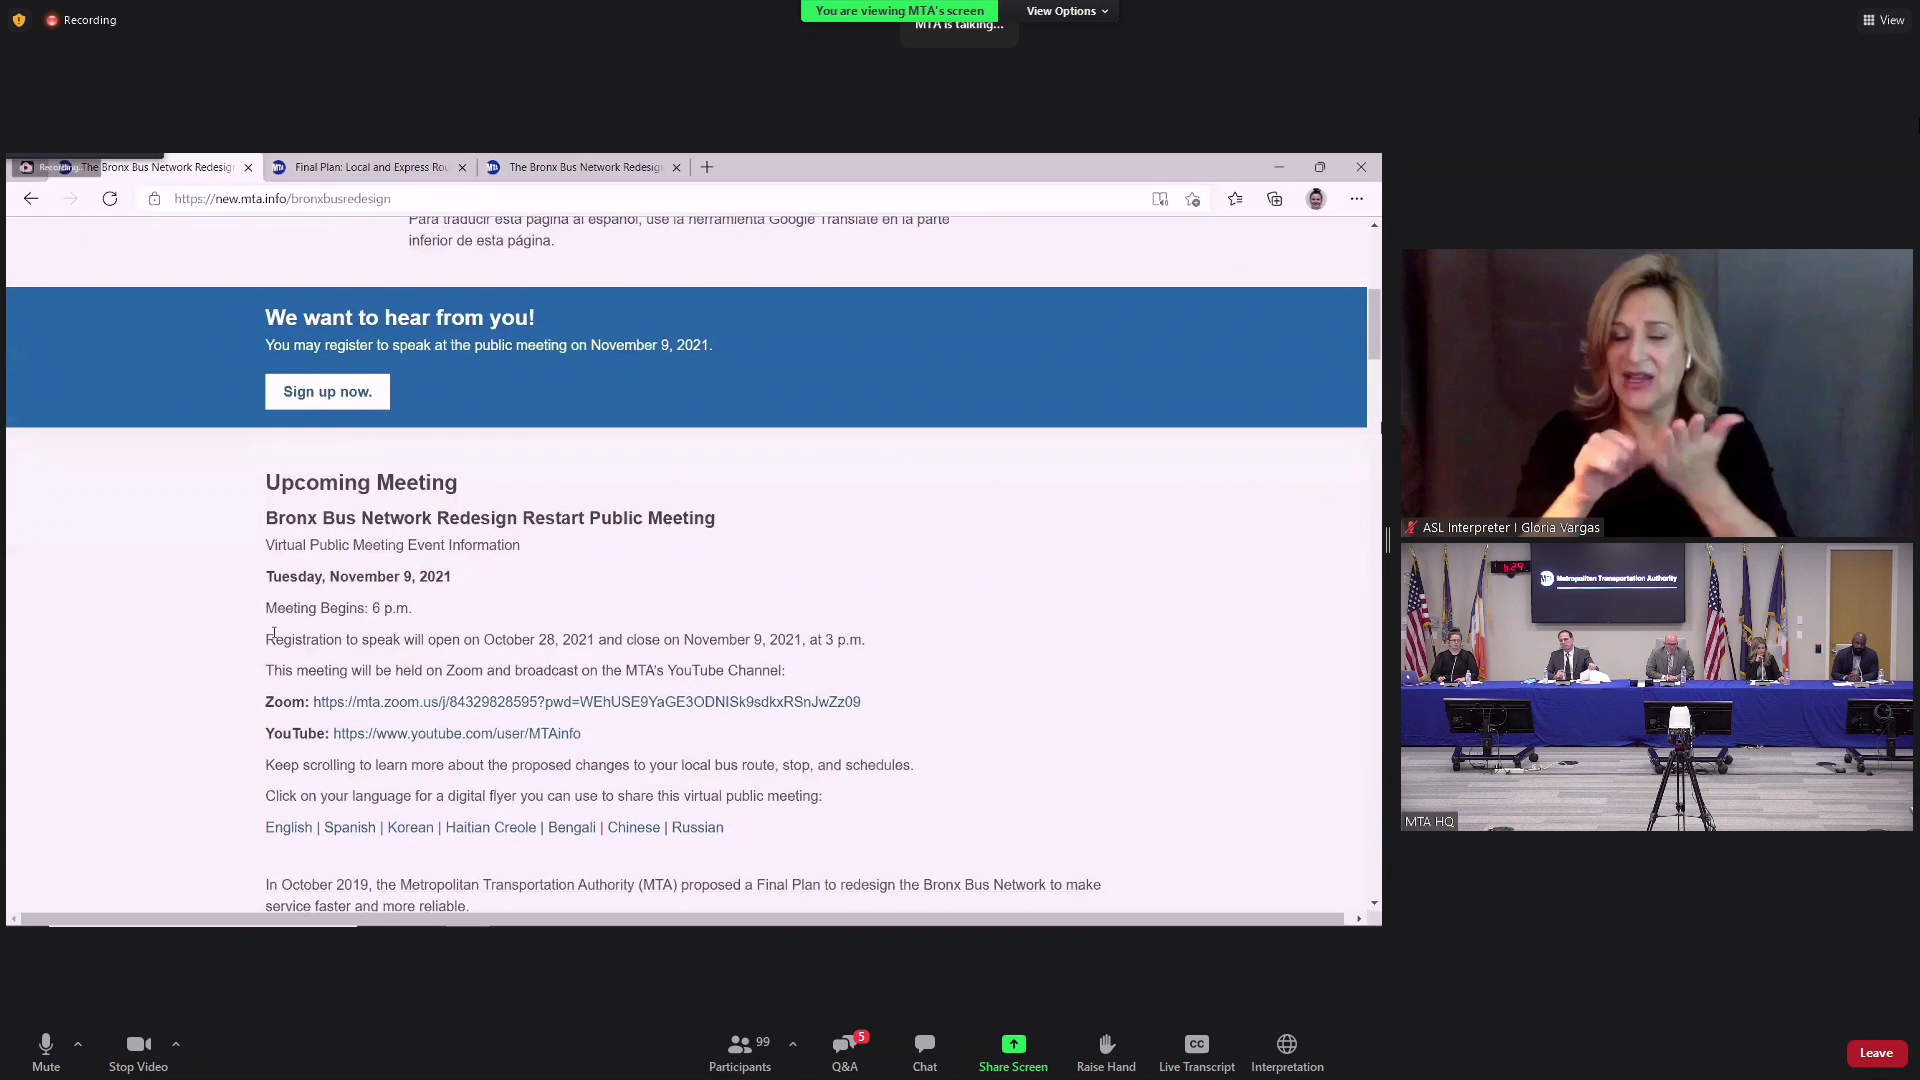 Recording
You are viewing MTA's screen
View Options
MTA is talking...
View
Recording...
The Bronx Bus Network Redesig
Final Plan: Local and Express Rou
The Bronx Bus Network Redesig
https://new.mta.info/bronxbusredesign
Para traducir esta página al español, use la herramienta Google Translate en la parte
inferior de esta página.
We want to hear from you!
You may register to speak at the public meeting on November 9, 2021.
Sign up now.
Upcoming Meeting
Bronx Bus Network Redesign Restart Public Meeting
Virtual Public Meeting Event Information
Tuesday, November 9, 2021
Meeting Begins: 6 p.m.
Registration to speak will open on October 28, 2021 and close on November 9, 2021, at 3 p.m.
This meeting will be held on Zoom and broadcast on the MTA's YouTube Channel:
Zoom: https://mta.zoom.us/j/84329828595?pwd=WEhUSE9YaGE3ODNISk9sdkxRSnJwZz09
YouTube: https://www.youtube.com/user/MTAinfo
Keep scrolling to learn more about the proposed changes to your local bus route, stop, and schedules.
Click on your language for a digital flyer you can use to share this virtual public meeting:
English | Spanish | Korean | Haitian Creole | Bengali | Chinese | Russian
In October 2019, the Metropolitan Transportation Authority (MTA) proposed a Final Plan to redesign the Bronx Bus Network to make
service faster and more reliable.
ASL Interpreter I Gloria Vargas
6:29
MTA Metropolitan Transportation Authority
MTA HQ
Mute
Stop Video
99
Participants
5
Q&A
Chat
Share Screen
Raise Hand
CC
Live Transcript
Interpretation
Leave